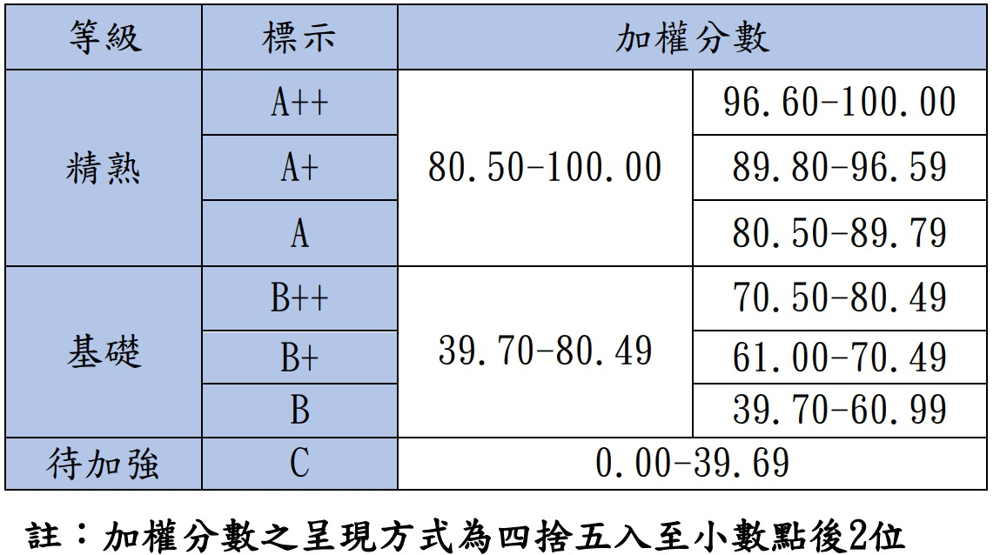 等級 標示 加權分數
精熟 A++ 80.50-100.00 96.60-100.00
A+ 89.80-96.59
A 80.50-89.79
基礎 B++ 39.70-80.49 70.50-80.49
B+ 61.00-70.49
B 39.70-60.99
待加強 C 0.00-39.69
註：加權分數之呈現方式為四捨五入至小數點後2位